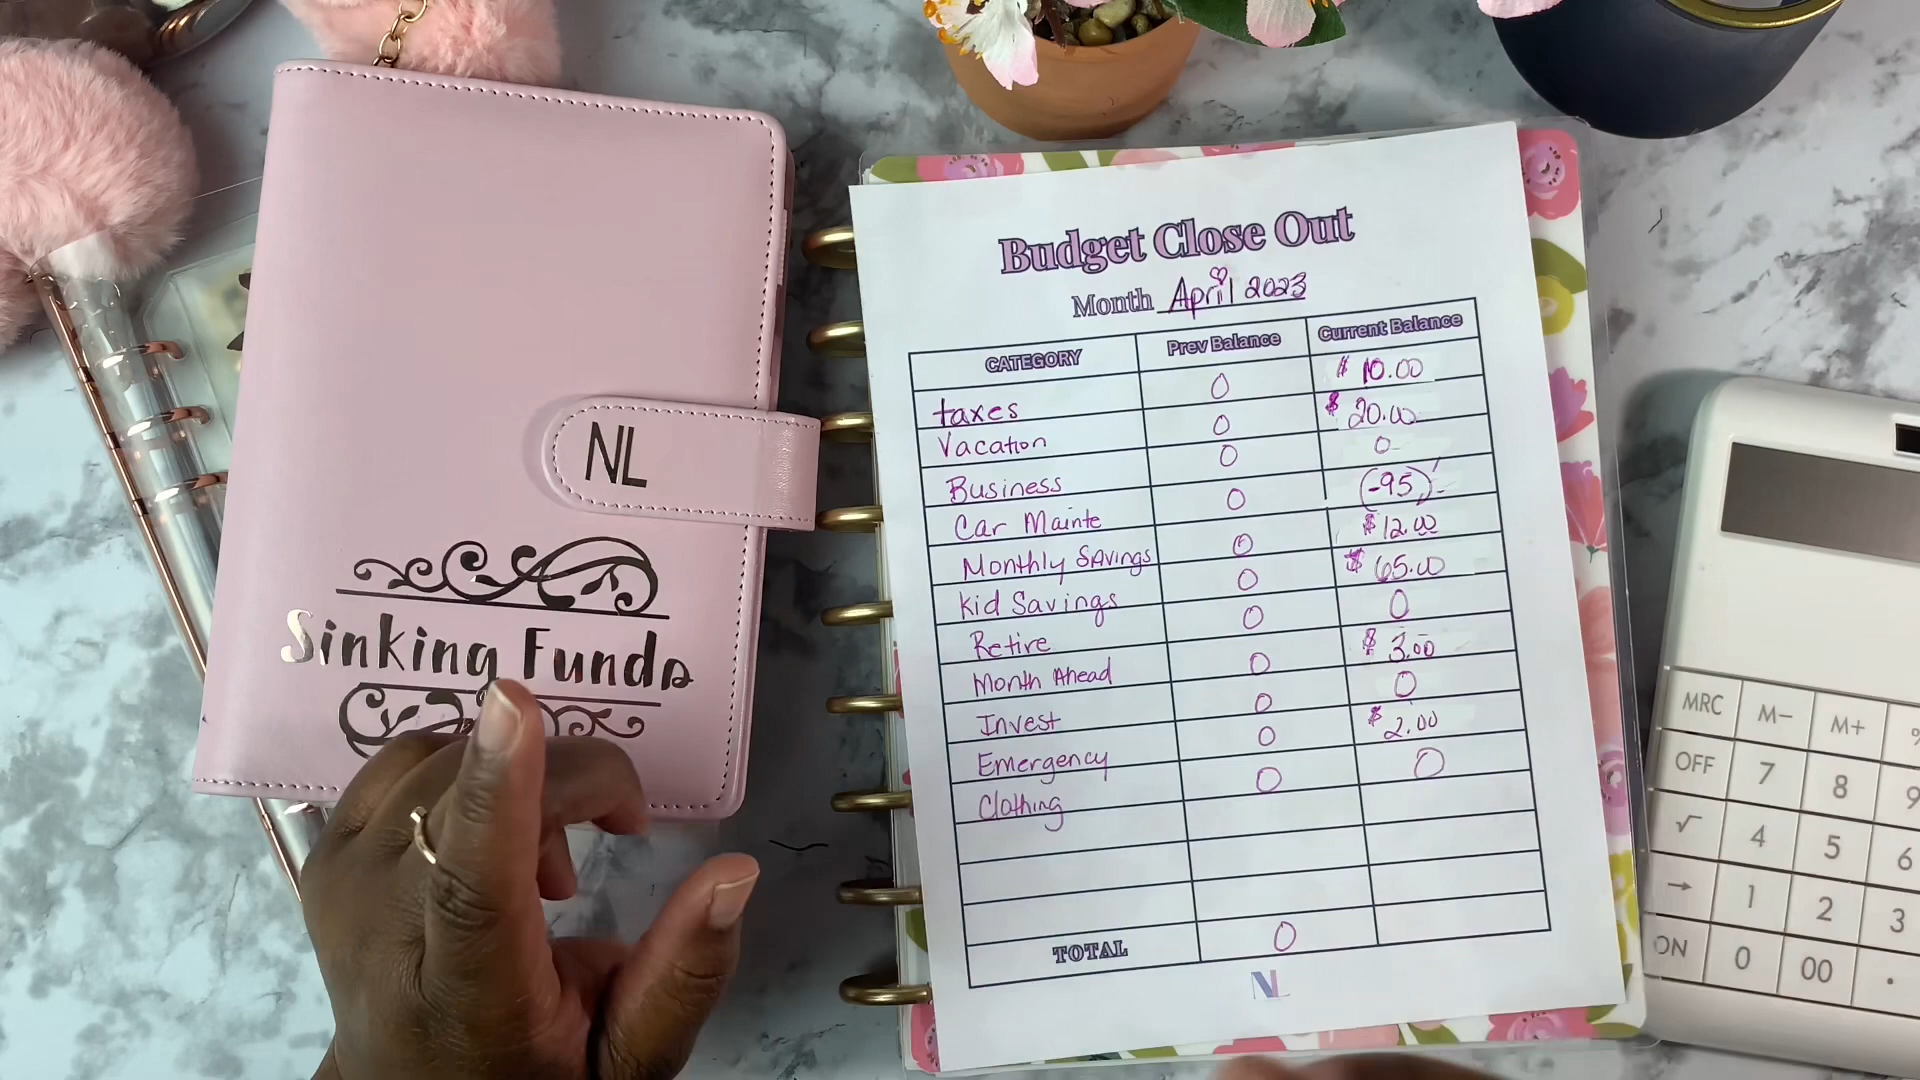 NL
Sinking Funds
Budget Close Out
Month April 2023
CATEGORY Prev Balance Current Balance
taxes 0 $ 10.00
Vacation 0 $ 20.00
Business 0 0
Car Mainte 0 (-95)
Monthly Savings 0 $ 12.00
Kid Savings 0 $ 65.00
Retire 0 0
Month Ahead 0 $ 3.00
Invest 0 0
Emergency 0 $ 2.00
Clothing 0 0
TOTAL 0
NL
MRC M− M+ %
OFF 7 8 9
√ 4 5 6
→ 1 2 3
ON 0 00 .